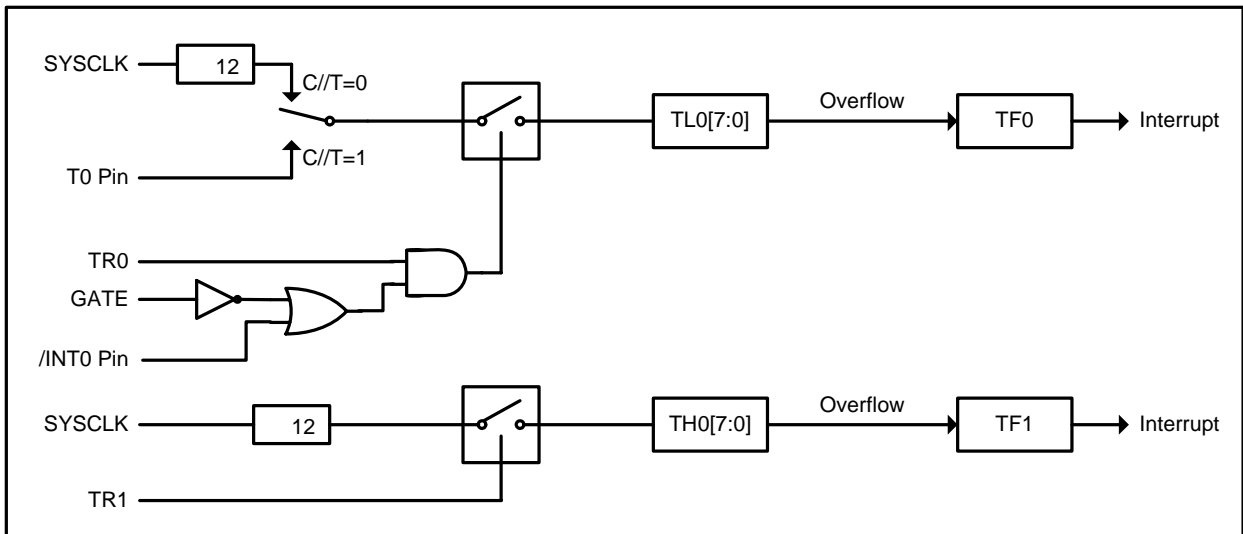 SYSCLK
12
C//T=0
C//T=1
T0 Pin
TL0[7:0]
Overflow
TF0
Interrupt
TR0
GATE
/INT0 Pin
SYSCLK
12
TH0[7:0]
Overflow
TF1
Interrupt
TR1